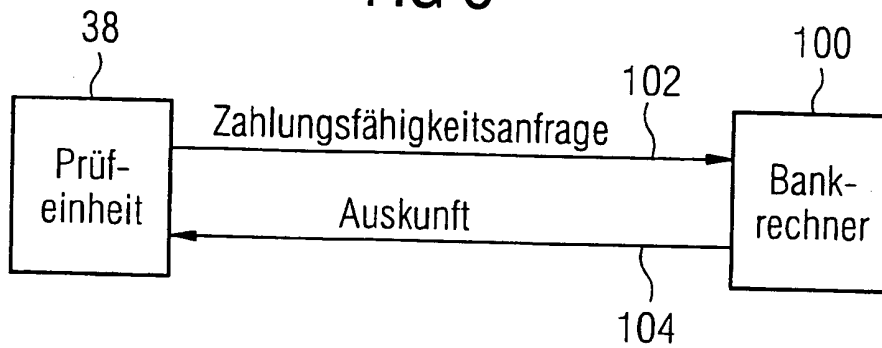 38
100
102
Zahlungsfähigkeitsanfrage
Prüf-
einheit
Bank-
rechner
Auskunft
104